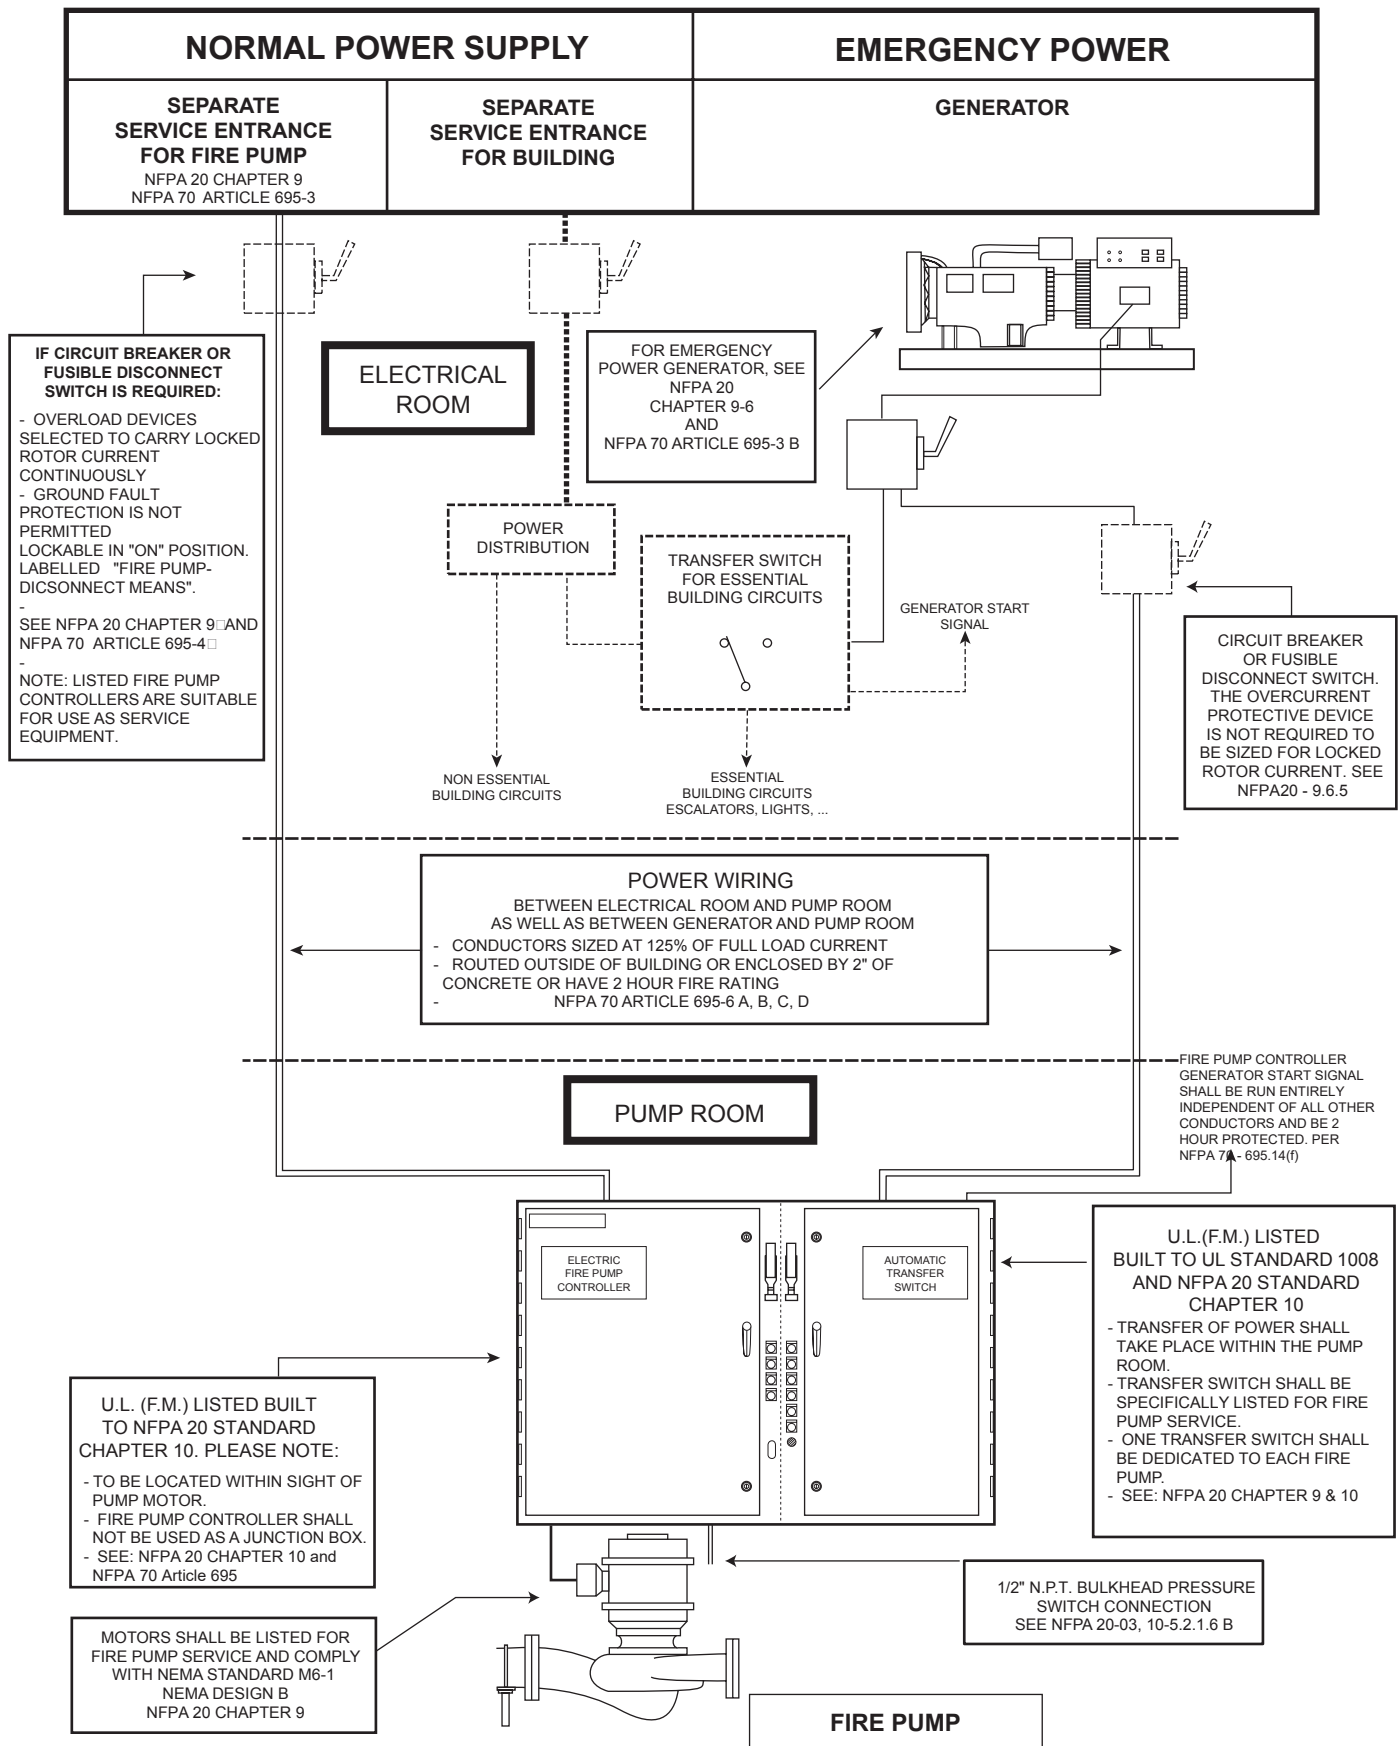 NORMAL POWER SUPPLY
EMERGENCY POWER
SEPARATE
SERVICE ENTRANCE
FOR FIRE PUMP
NFPA 20 CHAPTER 9
NFPA 70 ARTICLE 695-3
SEPARATE
SERVICE ENTRANCE
FOR BUILDING
GENERATOR
IF CIRCUIT BREAKER OR
FUSIBLE DISCONNECT
SWITCH IS REQUIRED:
- OVERLOAD DEVICES
SELECTED TO CARRY LOCKED
ROTOR CURRENT
CONTINUOUSLY
- GROUND FAULT
PROTECTION IS NOT
PERMITTED
LOCKABLE IN "ON" POSITION.
LABELLED "FIRE PUMP-
DICSONNECT MEANS".
-
SEE NFPA 20 CHAPTER 9□AND
NFPA 70 ARTICLE 695-4□
-
NOTE: LISTED FIRE PUMP
CONTROLLERS ARE SUITABLE
FOR USE AS SERVICE
EQUIPMENT.
ELECTRICAL
ROOM
FOR EMERGENCY
POWER GENERATOR, SEE
NFPA 20
CHAPTER 9-6
AND
NFPA 70 ARTICLE 695-3 B
POWER
DISTRIBUTION
TRANSFER SWITCH
FOR ESSENTIAL
BUILDING CIRCUITS
GENERATOR START
SIGNAL
CIRCUIT BREAKER
OR FUSIBLE
DISCONNECT SWITCH.
THE OVERCURRENT
PROTECTIVE DEVICE
IS NOT REQUIRED TO
BE SIZED FOR LOCKED
ROTOR CURRENT. SEE
NFPA20 - 9.6.5
NON ESSENTIAL
BUILDING CIRCUITS
ESSENTIAL
BUILDING CIRCUITS
ESCALATORS, LIGHTS, ...
POWER WIRING
BETWEEN ELECTRICAL ROOM AND PUMP ROOM
AS WELL AS BETWEEN GENERATOR AND PUMP ROOM
- CONDUCTORS SIZED AT 125% OF FULL LOAD CURRENT
- ROUTED OUTSIDE OF BUILDING OR ENCLOSED BY 2" OF
CONCRETE OR HAVE 2 HOUR FIRE RATING
- NFPA 70 ARTICLE 695-6 A, B, C, D
PUMP ROOM
FIRE PUMP CONTROLLER
GENERATOR START SIGNAL
SHALL BE RUN ENTIRELY
INDEPENDENT OF ALL OTHER
CONDUCTORS AND BE 2
HOUR PROTECTED. PER
NFPA 70 - 695.14(f)
ELECTRIC
FIRE PUMP
CONTROLLER
AUTOMATIC
TRANSFER
SWITCH
U.L.(F.M.) LISTED
BUILT TO UL STANDARD 1008
AND NFPA 20 STANDARD
CHAPTER 10
- TRANSFER OF POWER SHALL
TAKE PLACE WITHIN THE PUMP
ROOM.
- TRANSFER SWITCH SHALL BE
SPECIFICALLY LISTED FOR FIRE
PUMP SERVICE.
- ONE TRANSFER SWITCH SHALL
BE DEDICATED TO EACH FIRE
PUMP.
- SEE: NFPA 20 CHAPTER 9 & 10
U.L. (F.M.) LISTED BUILT
TO NFPA 20 STANDARD
CHAPTER 10. PLEASE NOTE:
- TO BE LOCATED WITHIN SIGHT OF
PUMP MOTOR.
- FIRE PUMP CONTROLLER SHALL
NOT BE USED AS A JUNCTION BOX.
- SEE: NFPA 20 CHAPTER 10 and
NFPA 70 Article 695
1/2" N.P.T. BULKHEAD PRESSURE
SWITCH CONNECTION
SEE NFPA 20-03, 10-5.2.1.6 B
MOTORS SHALL BE LISTED FOR
FIRE PUMP SERVICE AND COMPLY
WITH NEMA STANDARD M6-1
NEMA DESIGN B
NFPA 20 CHAPTER 9
FIRE PUMP